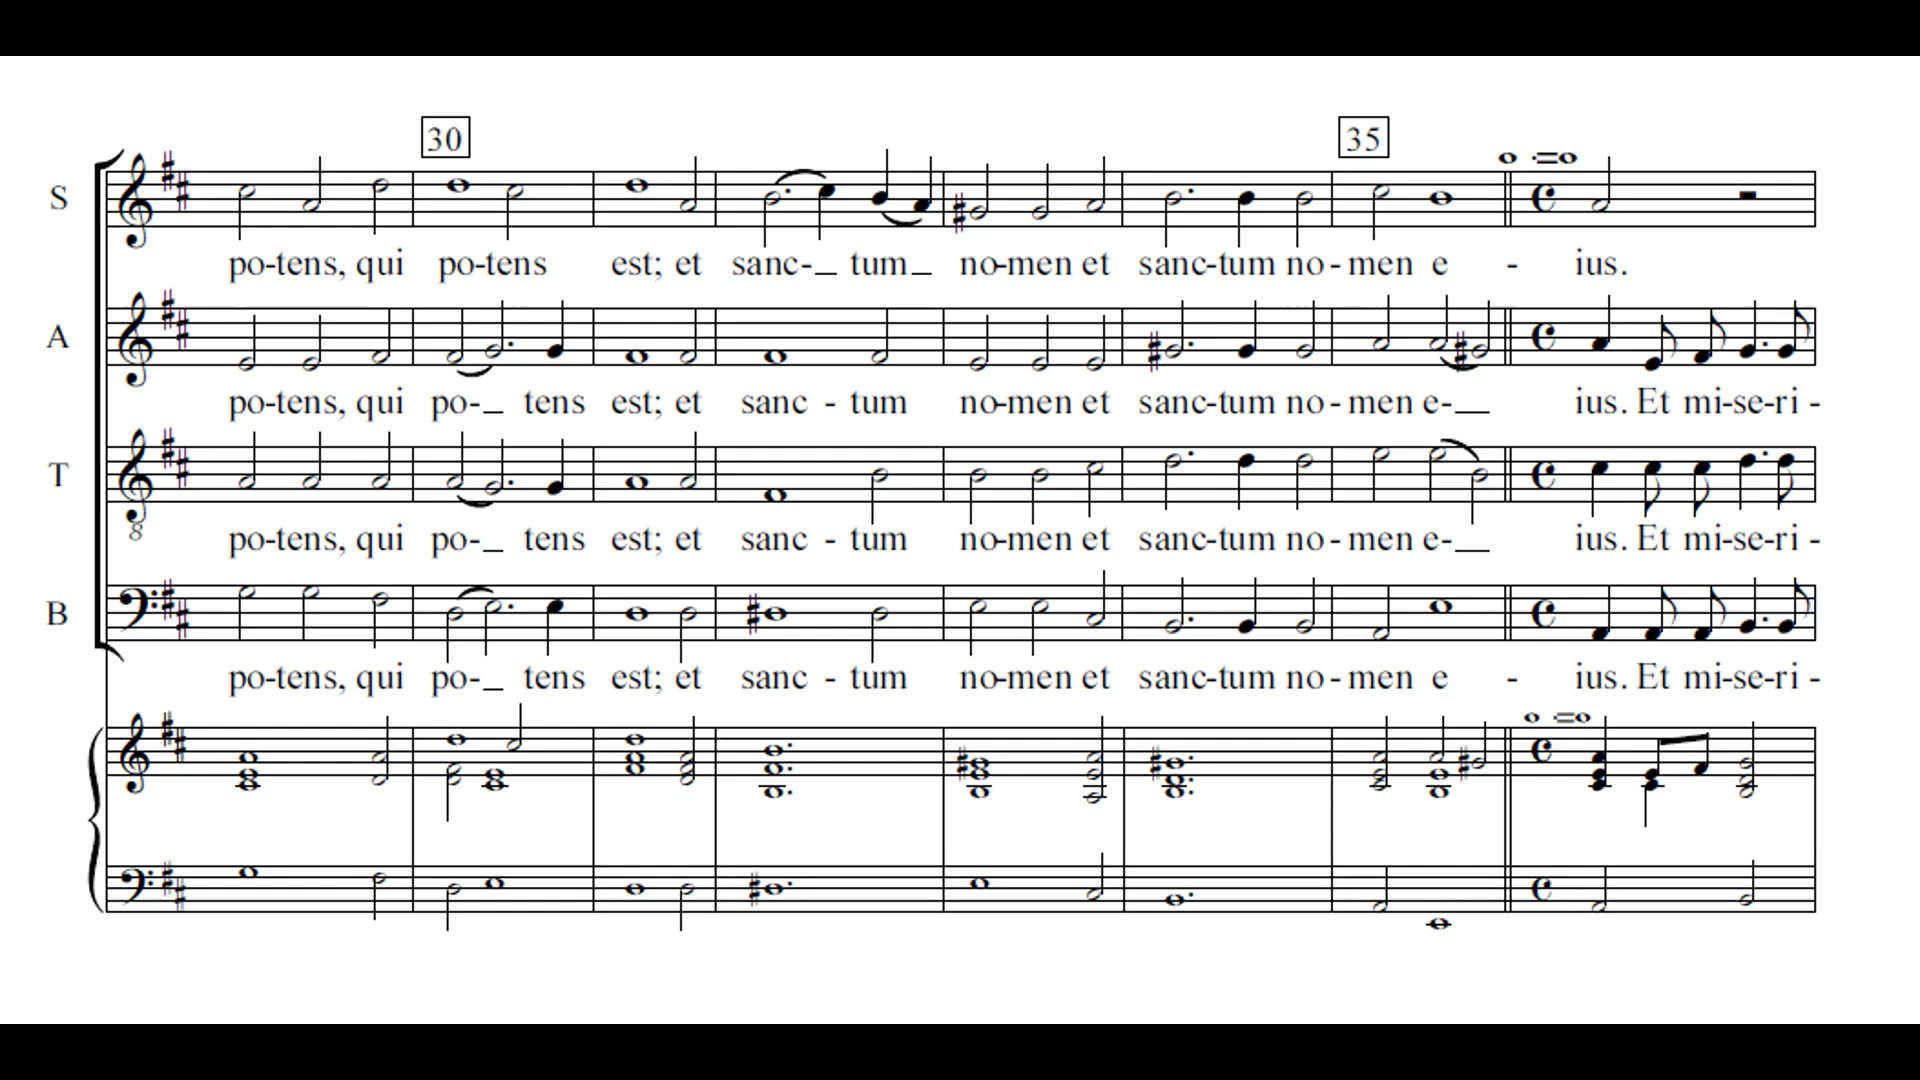 30 35
S
po-tens, qui po-tens est; et sanc-_ tum_ no-men et sanc-tum no-men e - ius.
A
po-tens, qui po-_ tens est; et sanc - tum no-men et sanc-tum no-men e-_ ius. Et mi-se-ri -
T
8
po-tens, qui po-_ tens est; et sanc - tum no-men et sanc-tum no-men e-_ ius. Et mi-se-ri -
B
po-tens, qui po-_ tens est; et sanc - tum no-men et sanc-tum no-men e - ius. Et mi-se-ri -